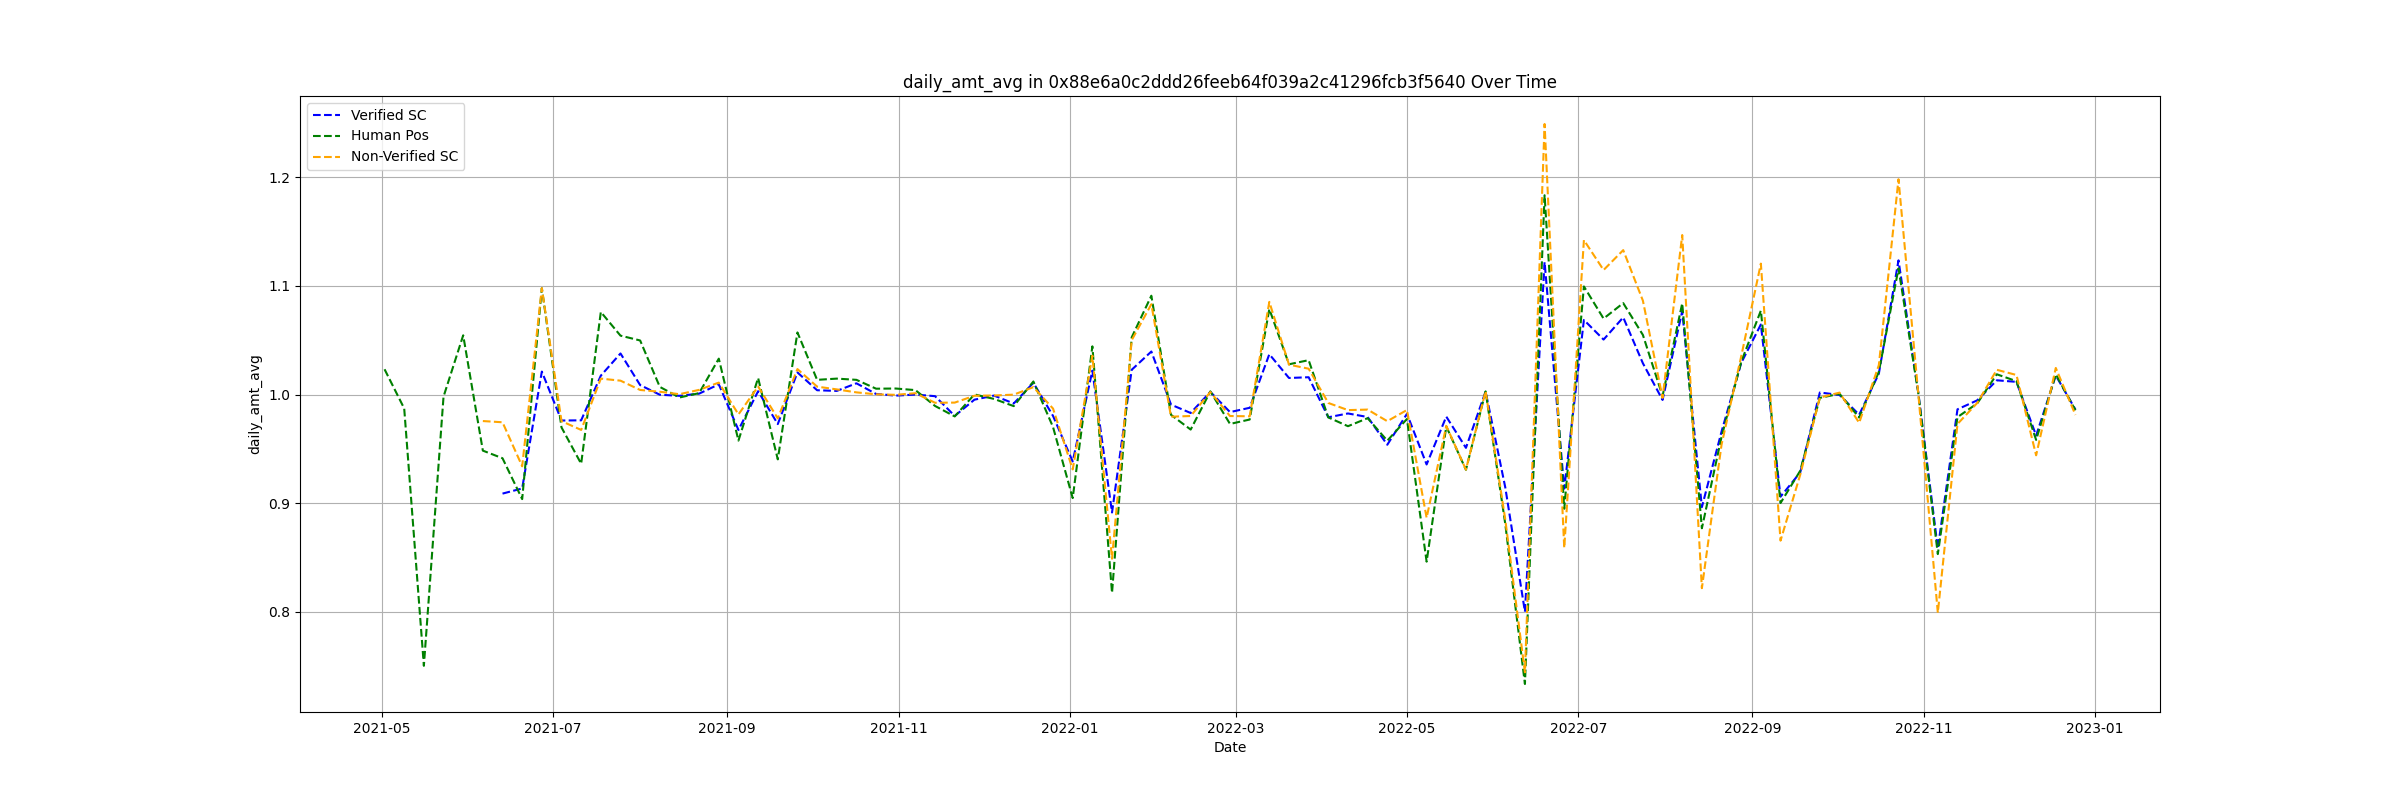 daily_amt_avg in 0x88e6a0c2ddd26feeb64f039a2c41296fcb3f5640 Over Time
Verified SC
Human Pos
Non-Verified SC
daily_amt_avg
1.2
1.1
1.0
0.9
0.8
2021-05 2021-07 2021-09 2021-11 2022-01 2022-03 2022-05 2022-07 2022-09 2022-11 2023-01
Date